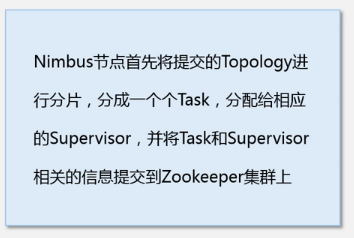 Nimbus节点首先将提交的Topology进
行分片，分成一个个Task，分配给相应
的Supervisor，并将Task和Supervisor
相关的信息提交到Zookeeper集群上